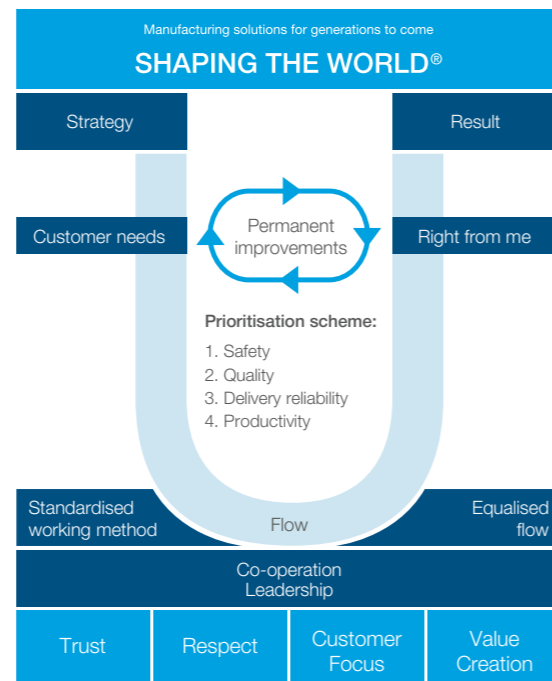 Manufacturing solutions for generations to come
SHAPING THE WORLD®
Strategy
Result
Customer needs
Permanent
improvements
Right from me
Prioritisation scheme:
1. Safety
2. Quality
3. Delivery reliability
4. Productivity
Standardised
working method
Flow
Equalised
flow
Co-operation
Leadership
Trust
Respect
Customer
Focus
Value
Creation